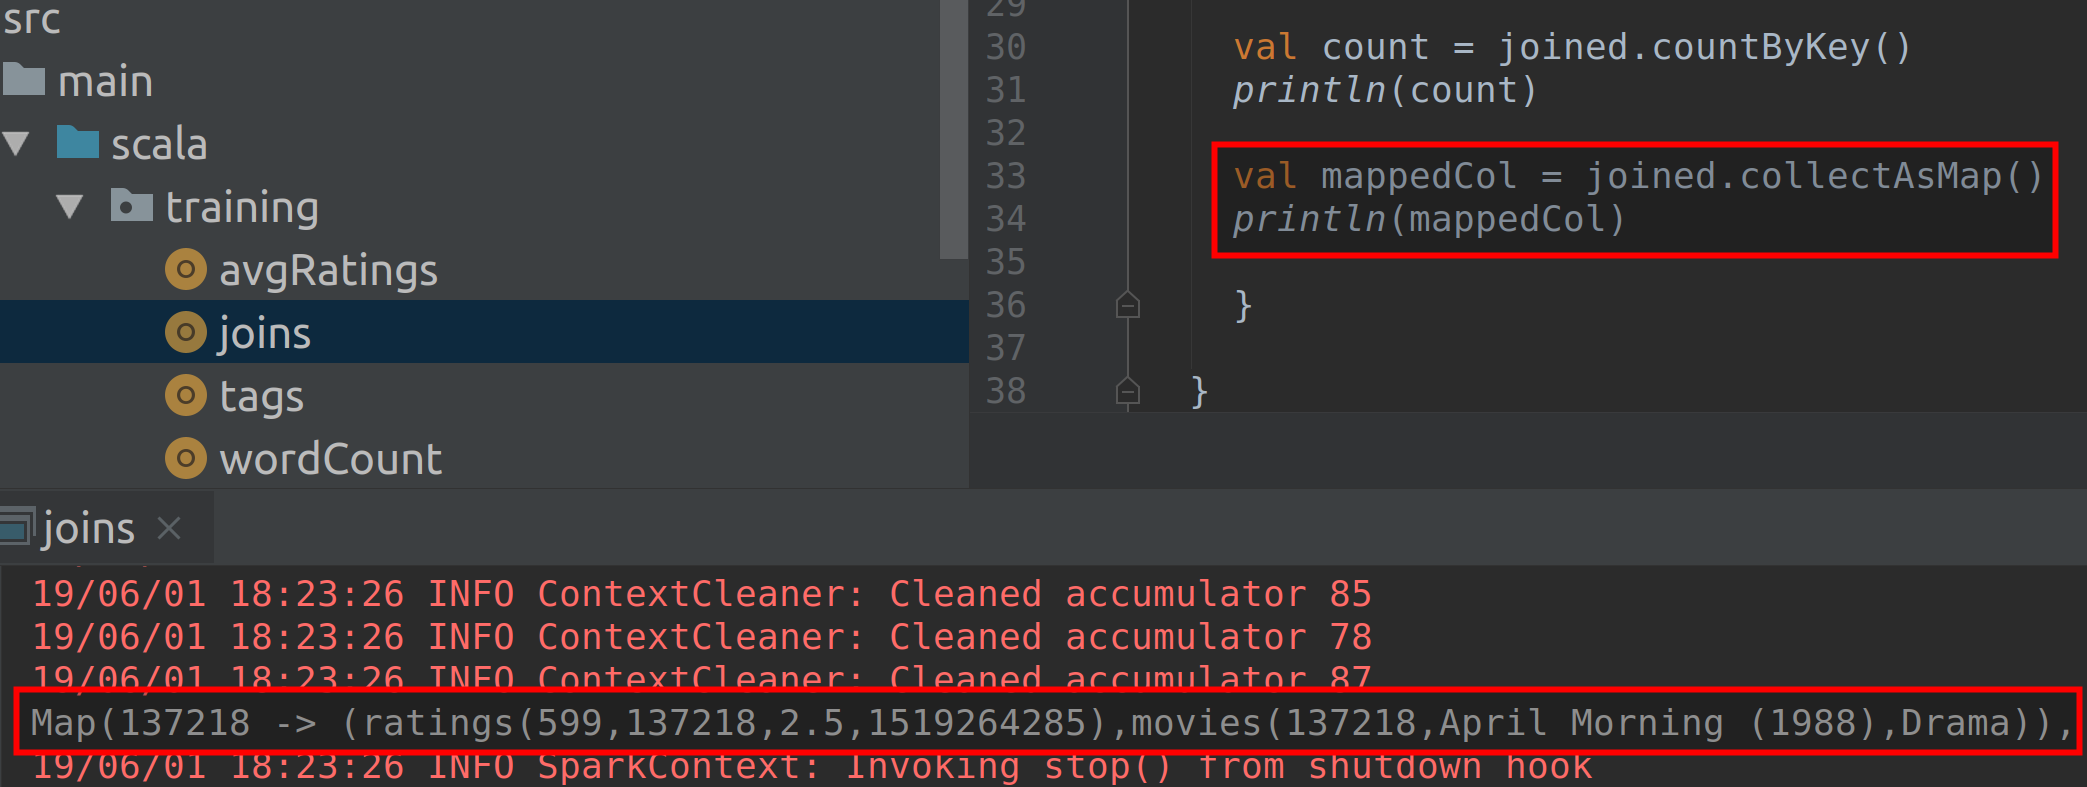 src
main
scala
training
avgRatings
joins
tags
wordCount
29
30 val count = joined.countByKey()
31 println(count)
32
33 val mappedCol = joined.collectAsMap()
34 println(mappedCol)
35
36 }
37
38 }
joins
19/06/01 18:23:26 INFO ContextCleaner: Cleaned accumulator 85
19/06/01 18:23:26 INFO ContextCleaner: Cleaned accumulator 78
19/06/01 18:23:26 INFO ContextCleaner: Cleaned accumulator 87
Map(137218 -> (ratings(599,137218,2.5,1519264285),movies(137218,April Morning (1988),Drama)),
19/06/01 18:23:26 INFO SparkContext: Invoking stop() from shutdown hook